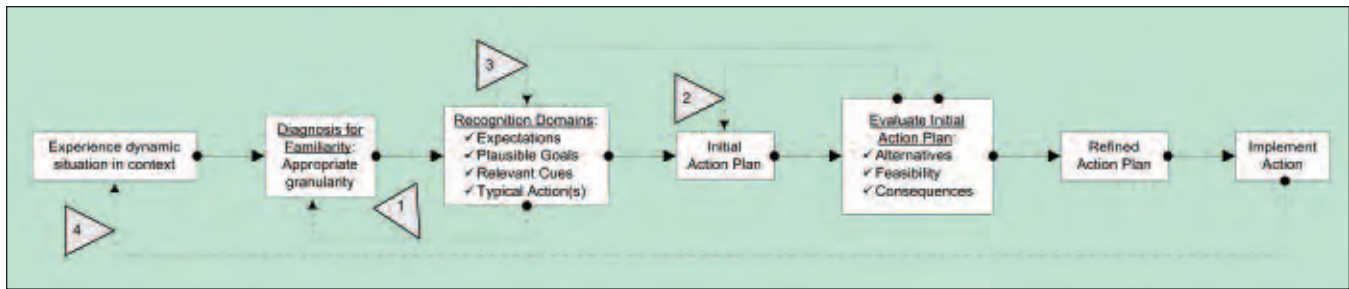 Experience dynamic
situation in context
Diagnosis for
Familiarity:
Appropriate
granularity
Recognition Domains:
✓ Expectations
✓ Plausible Goals
✓ Relevant Cues
✓ Typical Action(s)
Initial
Action Plan
Evaluate Initial
Action Plan:
✓ Alternatives
✓ Feasibility
✓ Consequences
Refined
Action Plan
Implement
Action
1
2
3
4